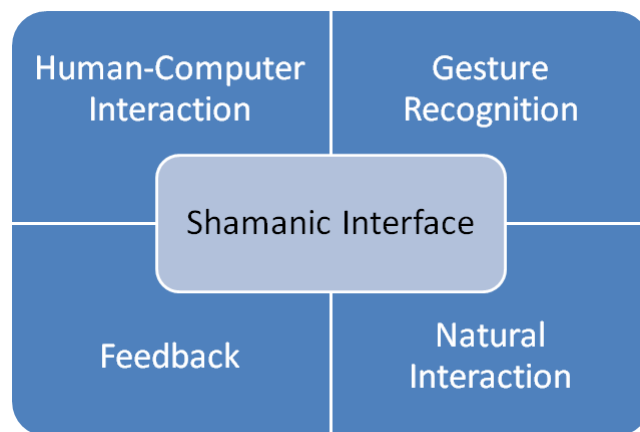 Human-Computer
Interaction
Gesture
Recognition
Shamanic Interface
Feedback
Natural
Interaction